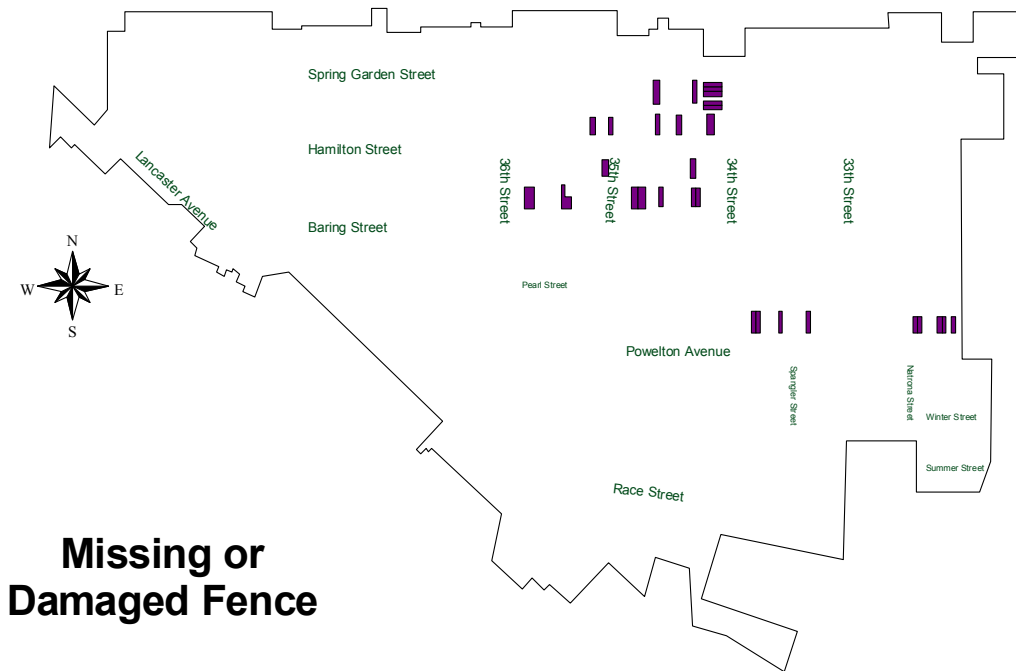 Spring Garden Street
Hamilton Street
Lancaster Avenue
36th Street
35th Street
34th Street
33th Street
Baring Street
N
W
E
S
Pearl Street
Powelton Avenue
Spangler Street
Natrona Street
Winter Street
Summer Street
Race Street
Missing or
Damaged Fence